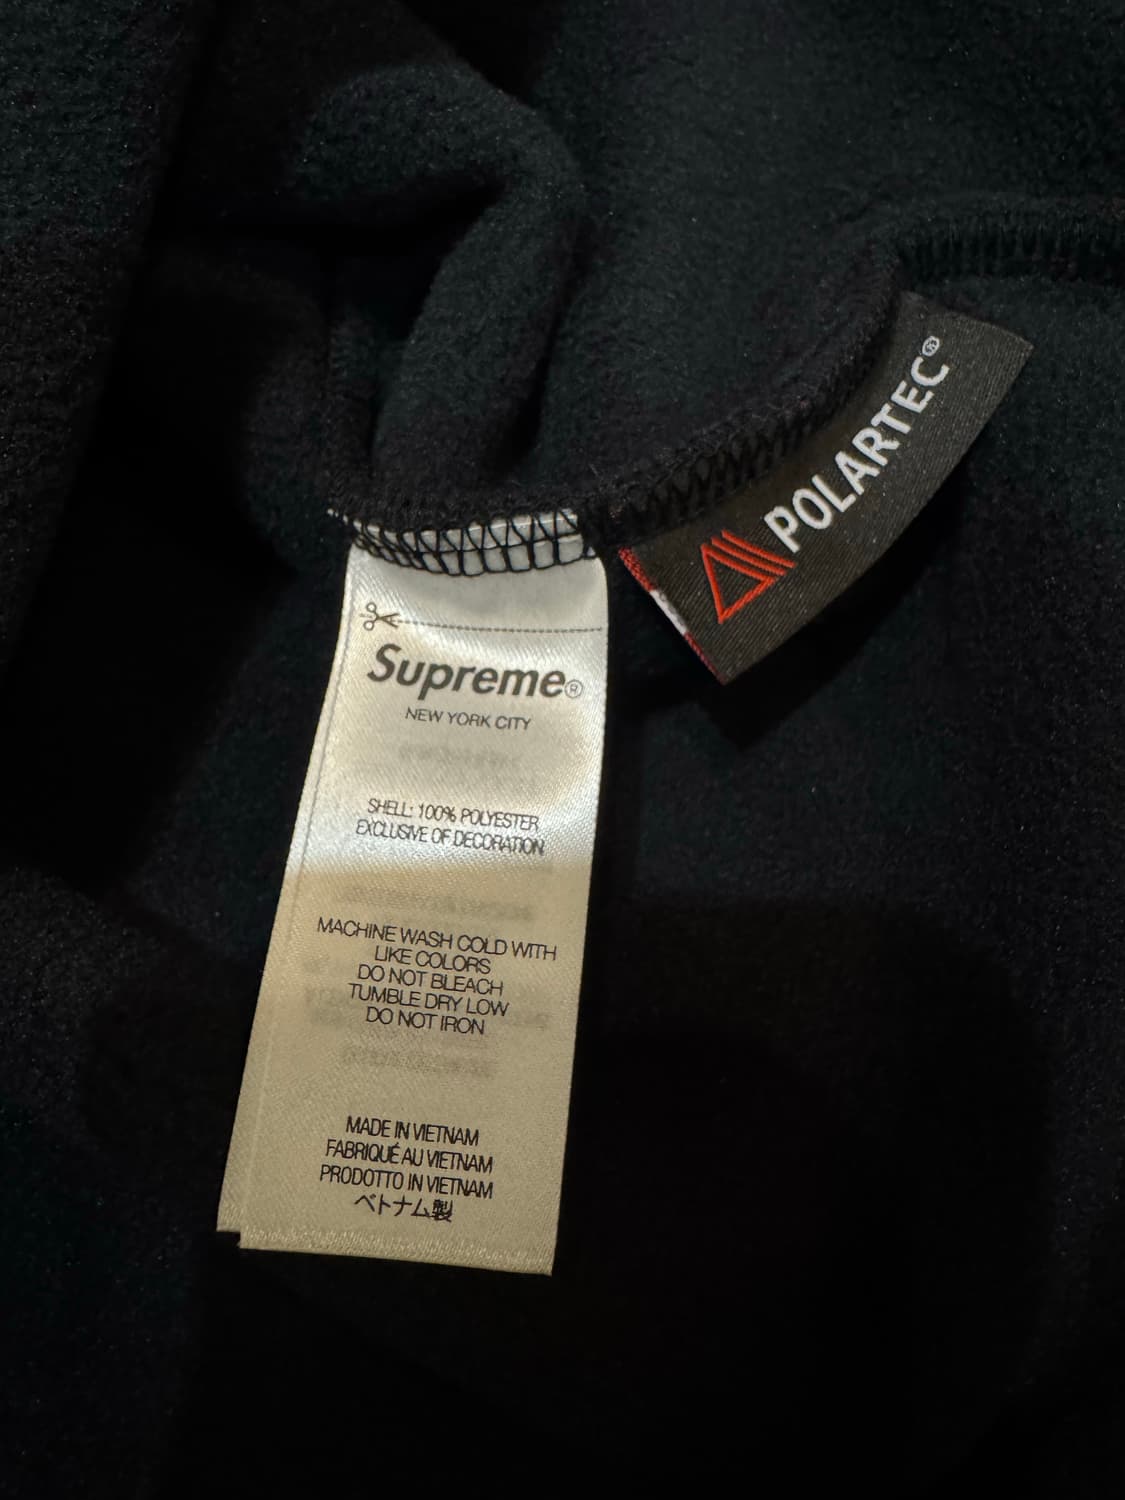 POLARTEC®
Supreme®
NEW YORK CITY
SHELL: 100% POLYESTER
EXCLUSIVE OF DECORATION
MACHINE WASH COLD WITH
LIKE COLORS
DO NOT BLEACH
TUMBLE DRY LOW
DO NOT IRON
MADE IN VIETNAM
FABRIQUÉ AU VIETNAM
PRODOTTO IN VIETNAM
ベトナム製